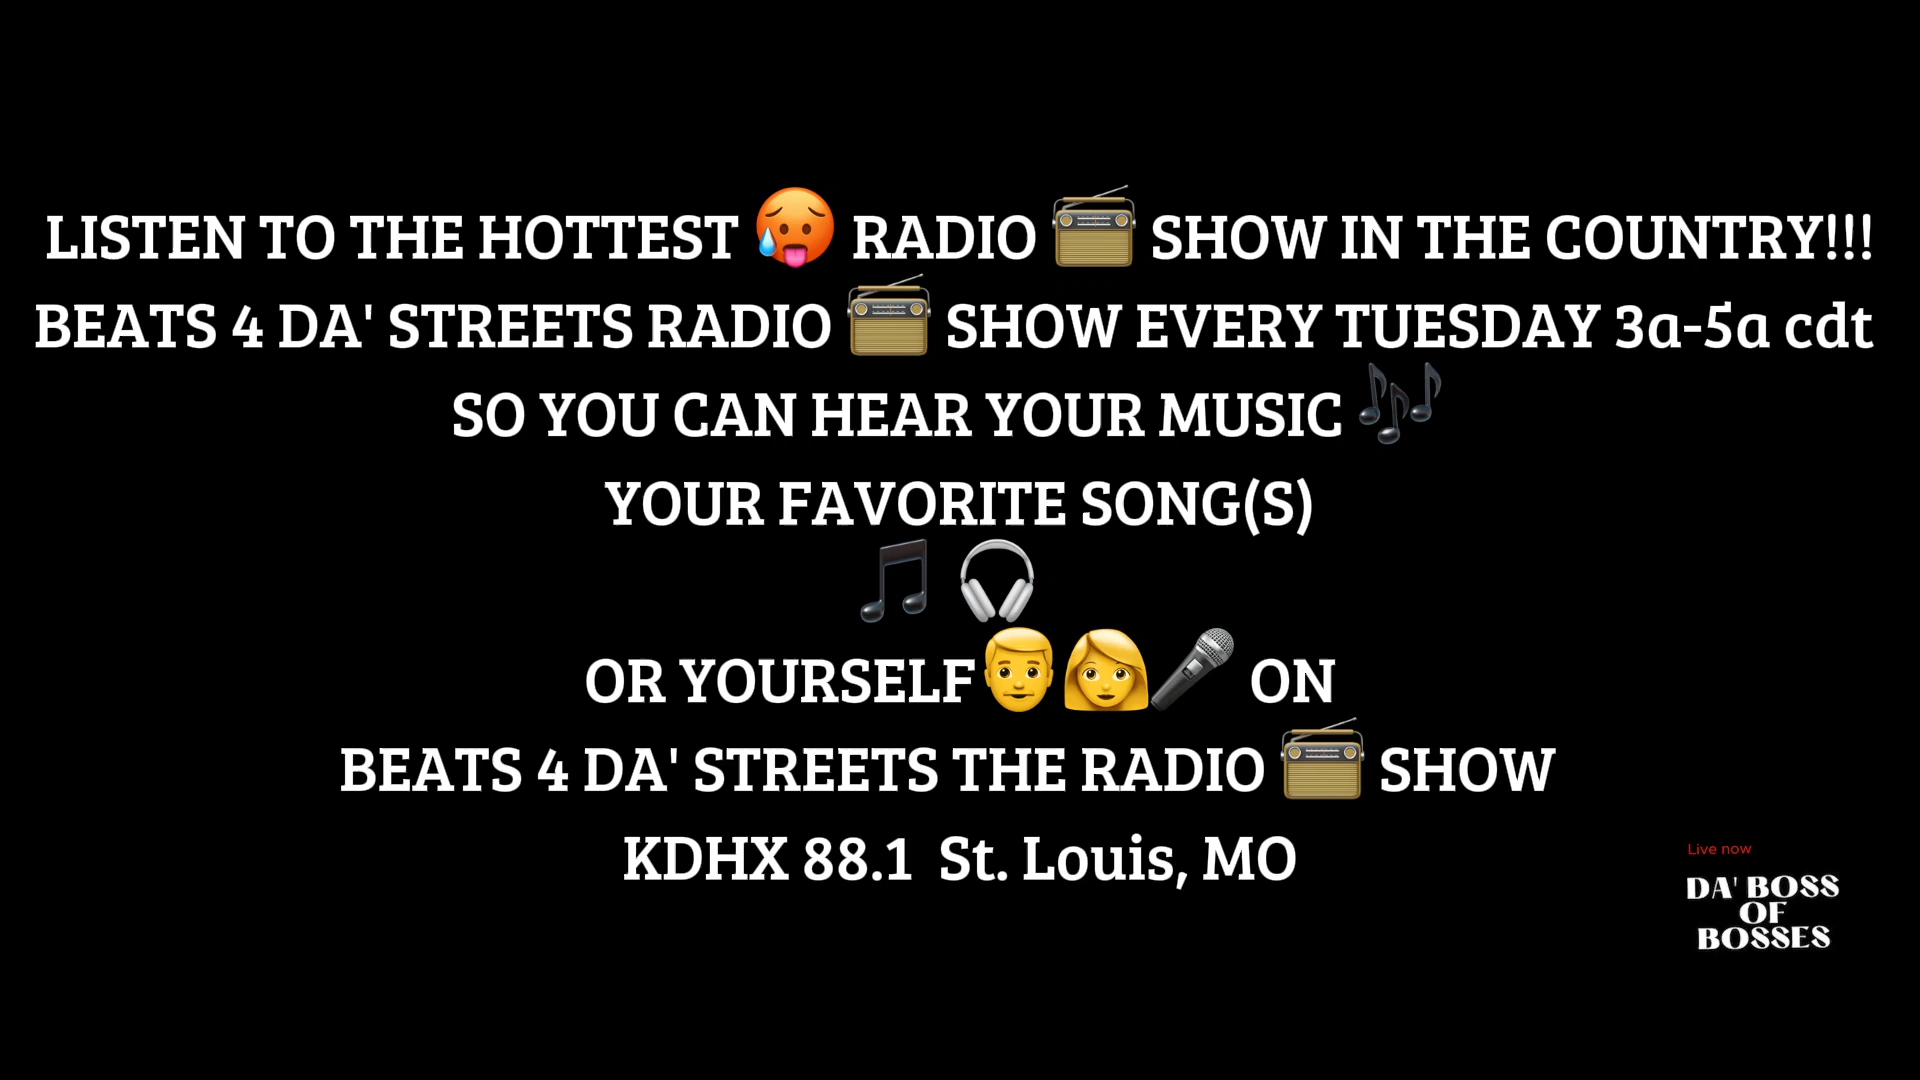 LISTEN TO THE HOTTEST 🥵 RADIO 📻 SHOW IN THE COUNTRY!!!
BEATS 4 DA' STREETS RADIO 📻 SHOW EVERY TUESDAY 3a-5a cdt
SO YOU CAN HEAR YOUR MUSIC 🎶
YOUR FAVORITE SONG(S)
🎵 🎧
OR YOURSELF👨👩🎤 ON
BEATS 4 DA' STREETS THE RADIO 📻 SHOW
KDHX 88.1 St. Louis, MO
Live now
DA' BOSS
OF
BOSSES